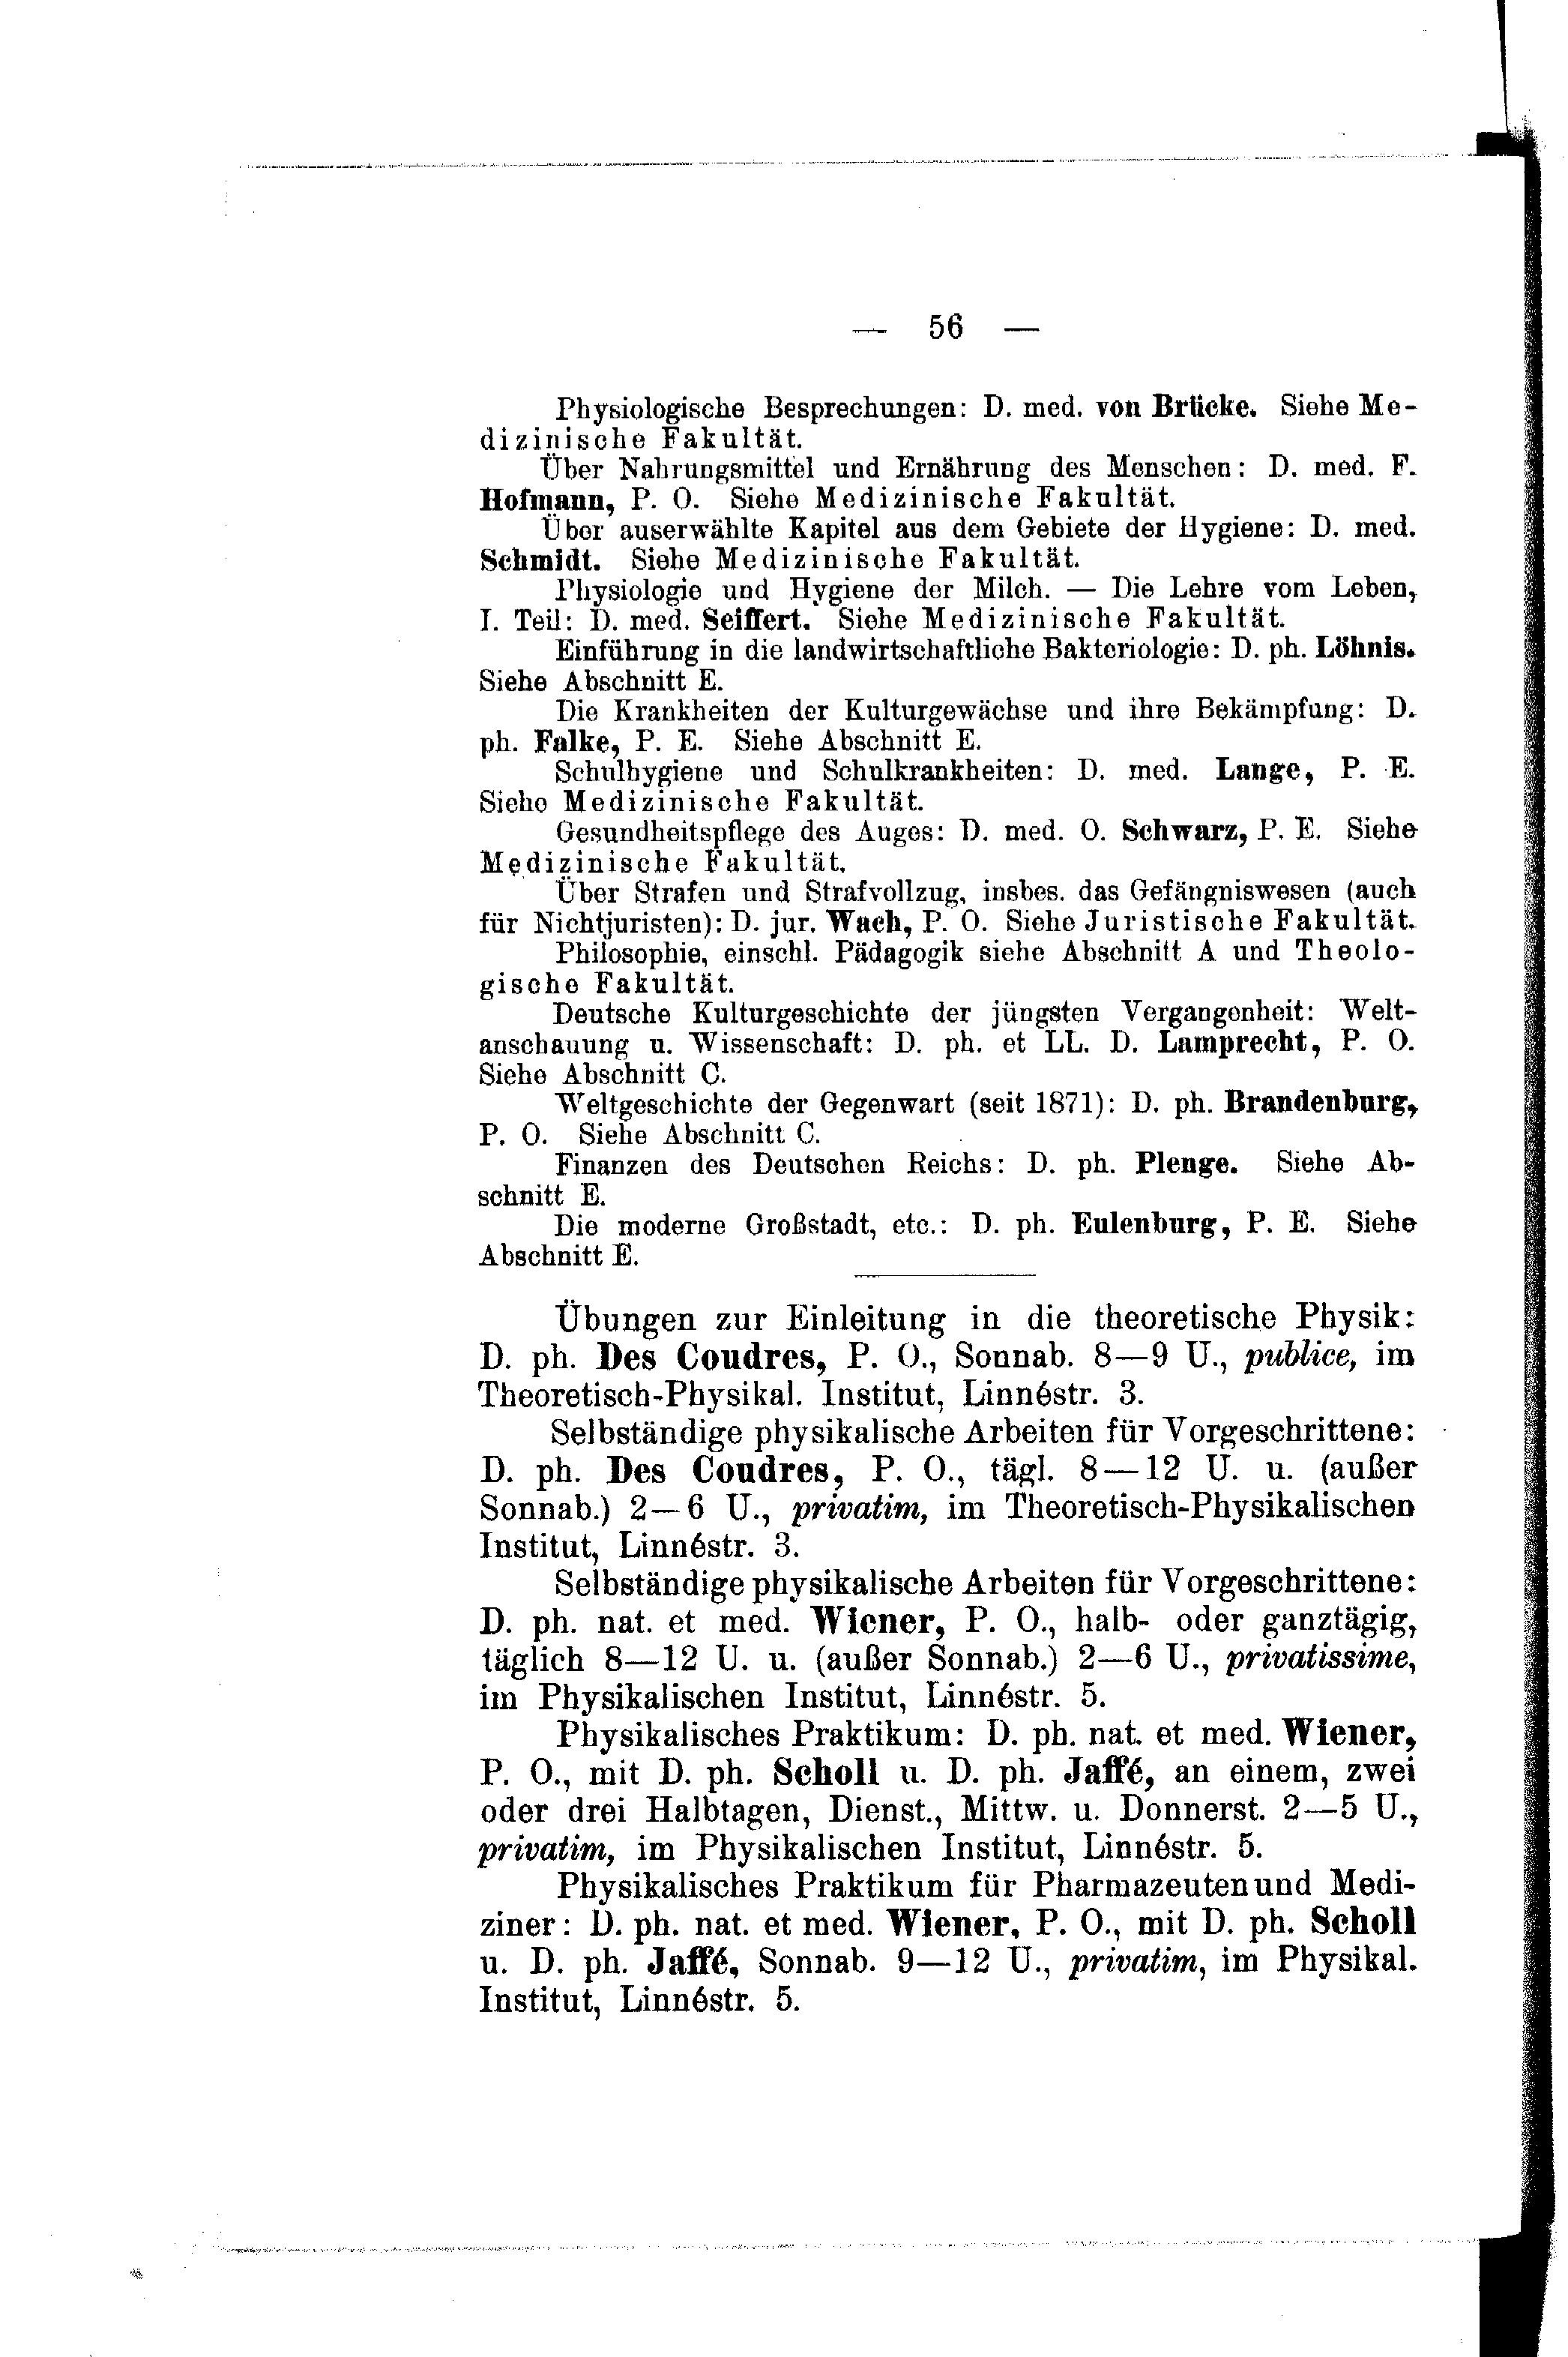 — 56 —
Physiologische Besprechungen: D. med. von Brücke. Siehe Me-
dizinische Fakultät.
Über Nahrungsmittel und Ernährung des Menschen: D. med. F.
Hofmann, P. O. Siehe Medizinische Fakultät.
Über auserwählte Kapitel aus dem Gebiete der Hygiene: D. med.
Schmidt. Siehe Medizinische Fakultät.
Physiologie und Hygiene der Milch. — Die Lehre vom Leben,
I. Teil: D. med. Seiffert. Siehe Medizinische Fakultät.
Einführung in die landwirtschaftliche Bakteriologie: D. ph. Löhnis.
Siehe Abschnitt E.
Die Krankheiten der Kulturgewächse und ihre Bekämpfung: D.
ph. Falke, P. E. Siehe Abschnitt E.
Schulhygiene und Schulkrankheiten: D. med. Lange, P. E.
Siehe Medizinische Fakultät.
Gesundheitspflege des Auges: D. med. O. Schwarz, P. E. Siehe
Medizinische Fakultät.
Über Strafen und Strafvollzug, insbes. das Gefängniswesen (auch
für Nichtjuristen): D. jur. Wach, P. O. Siehe Juristische Fakultät.
Philosophie, einschl. Pädagogik siehe Abschnitt A und Theolo-
gische Fakultät.
Deutsche Kulturgeschichte der jüngsten Vergangenheit: Welt-
anschauung u. Wissenschaft: D. ph. et LL. D. Lamprecht, P. O.
Siehe Abschnitt C.
Weltgeschichte der Gegenwart (seit 1871): D. ph. Brandenburg,
P. O. Siehe Abschnitt C.
Finanzen des Deutschen Reichs: D. ph. Plenge. Siehe Ab-
schnitt E.
Die moderne Großstadt, etc.: D. ph. Eulenburg, P. E. Siehe
Abschnitt E.
Übungen zur Einleitung in die theoretische Physik:
D. ph. Des Coudres, P. O., Sonnab. 8—9 U., publice, im
Theoretisch-Physikal. Institut, Linnéstr. 3.
Selbständige physikalische Arbeiten für Vorgeschrittene:
D. ph. Des Coudres, P. O., tägl. 8—12 U. u. (außer
Sonnab.) 2—6 U., privatim, im Theoretisch-Physikalischen
Institut, Linnéstr. 3.
Selbständige physikalische Arbeiten für Vorgeschrittene:
D. ph. nat. et med. Wiener, P. O., halb- oder ganztägig,
täglich 8—12 U. u. (außer Sonnab.) 2—6 U., privatissime,
im Physikalischen Institut, Linnéstr. 5.
Physikalisches Praktikum: D. ph. nat. et med. Wiener,
P. O., mit D. ph. Scholl u. D. ph. Jaffé, an einem, zwei
oder drei Halbtagen, Dienst., Mittw. u. Donnerst. 2—5 U.,
privatim, im Physikalischen Institut, Linnéstr. 5.
Physikalisches Praktikum für Pharmazeuten und Medi-
ziner: D. ph. nat. et med. Wiener, P. O., mit D. ph. Scholl
u. D. ph. Jaffé, Sonnab. 9—12 U., privatim, im Physikal.
Institut, Linnéstr. 5.